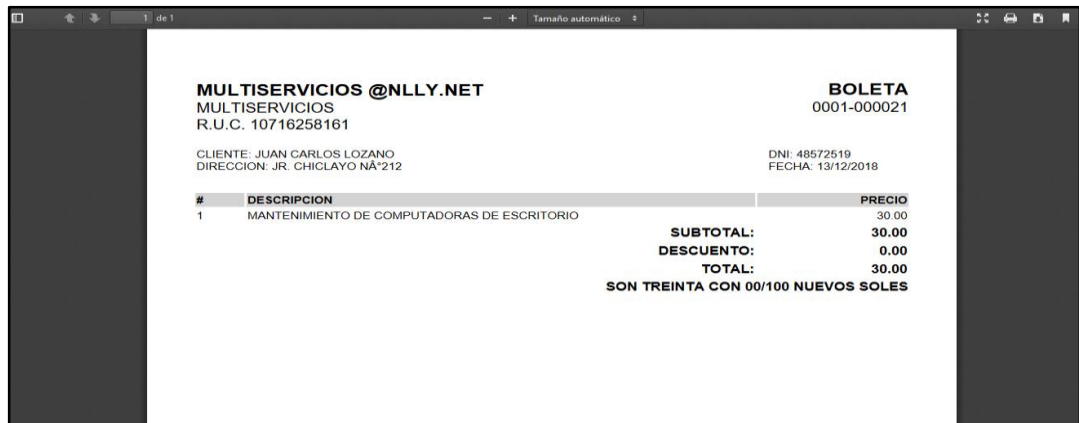 1 de 1 − + Tamaño automático
MULTISERVICIOS @NLLY.NET BOLETA
MULTISERVICIOS 0001-000021
R.U.C. 10716258161
CLIENTE: JUAN CARLOS LOZANO DNI: 48572519
DIRECCION: JR. CHICLAYO NÂ°212 FECHA: 13/12/2018
# DESCRIPCION PRECIO
1 MANTENIMIENTO DE COMPUTADORAS DE ESCRITORIO 30.00
SUBTOTAL: 30.00
DESCUENTO: 0.00
TOTAL: 30.00
SON TREINTA CON 00/100 NUEVOS SOLES